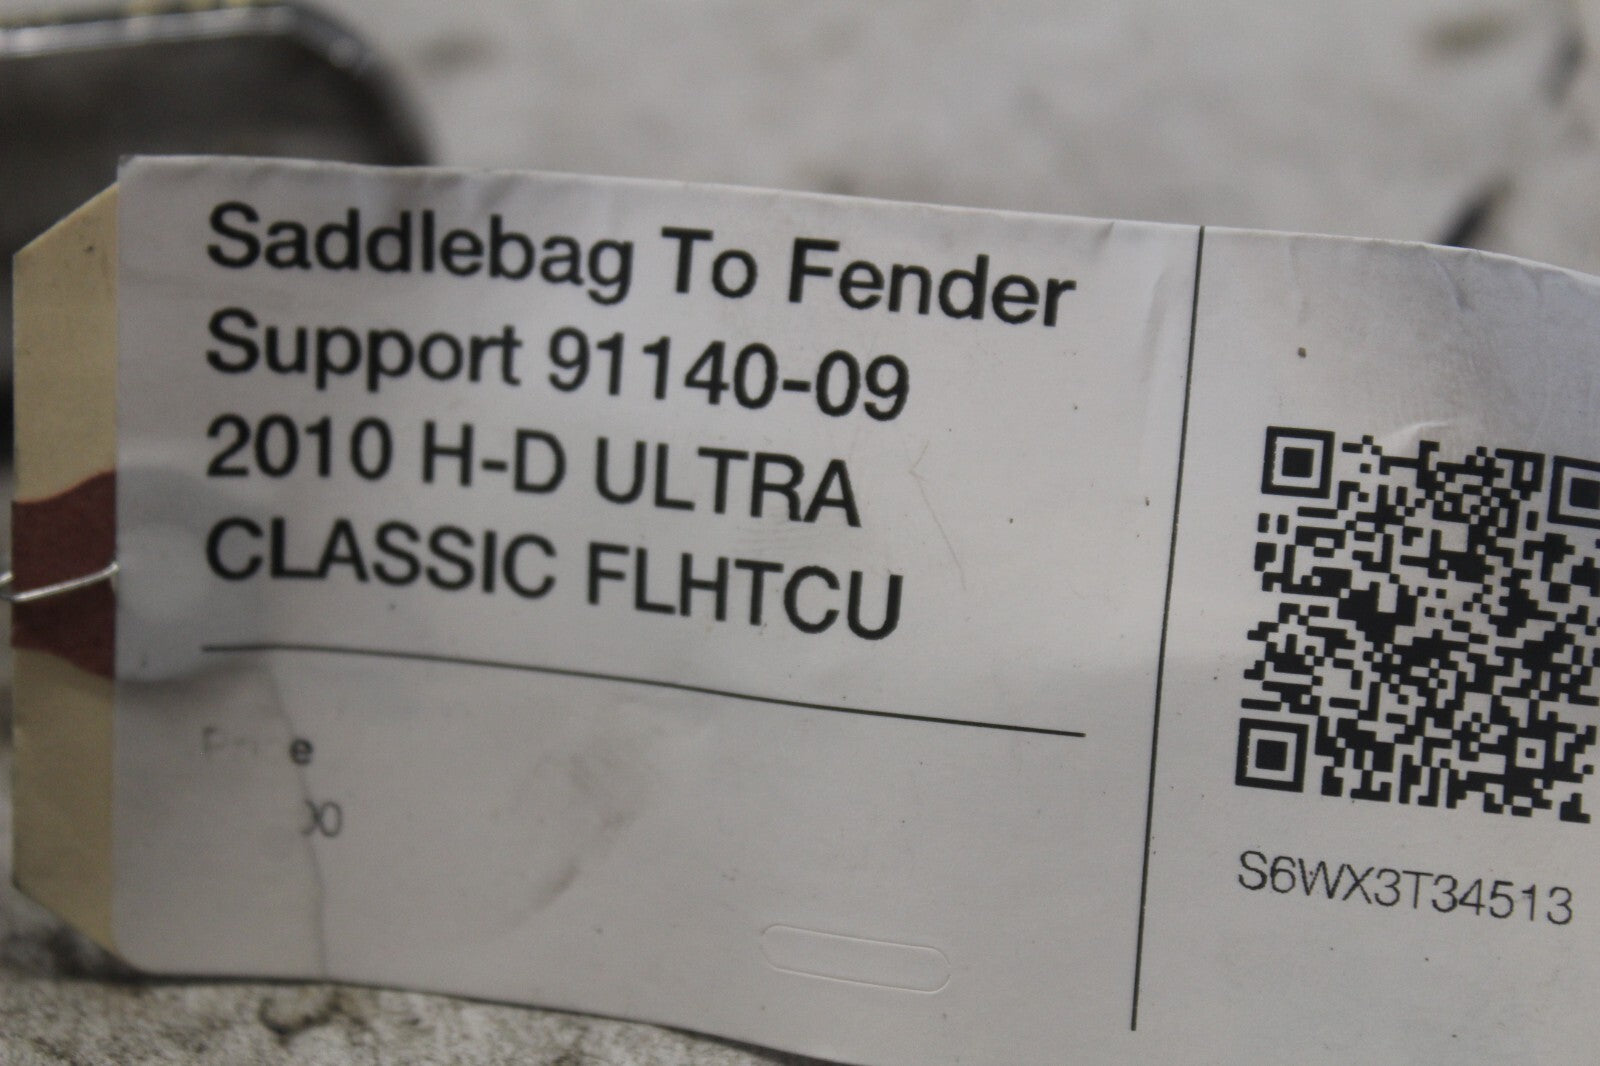 Saddlebag To Fender
Support 91140-09
2010 H-D ULTRA
CLASSIC FLHTCU
S6WX3T34513